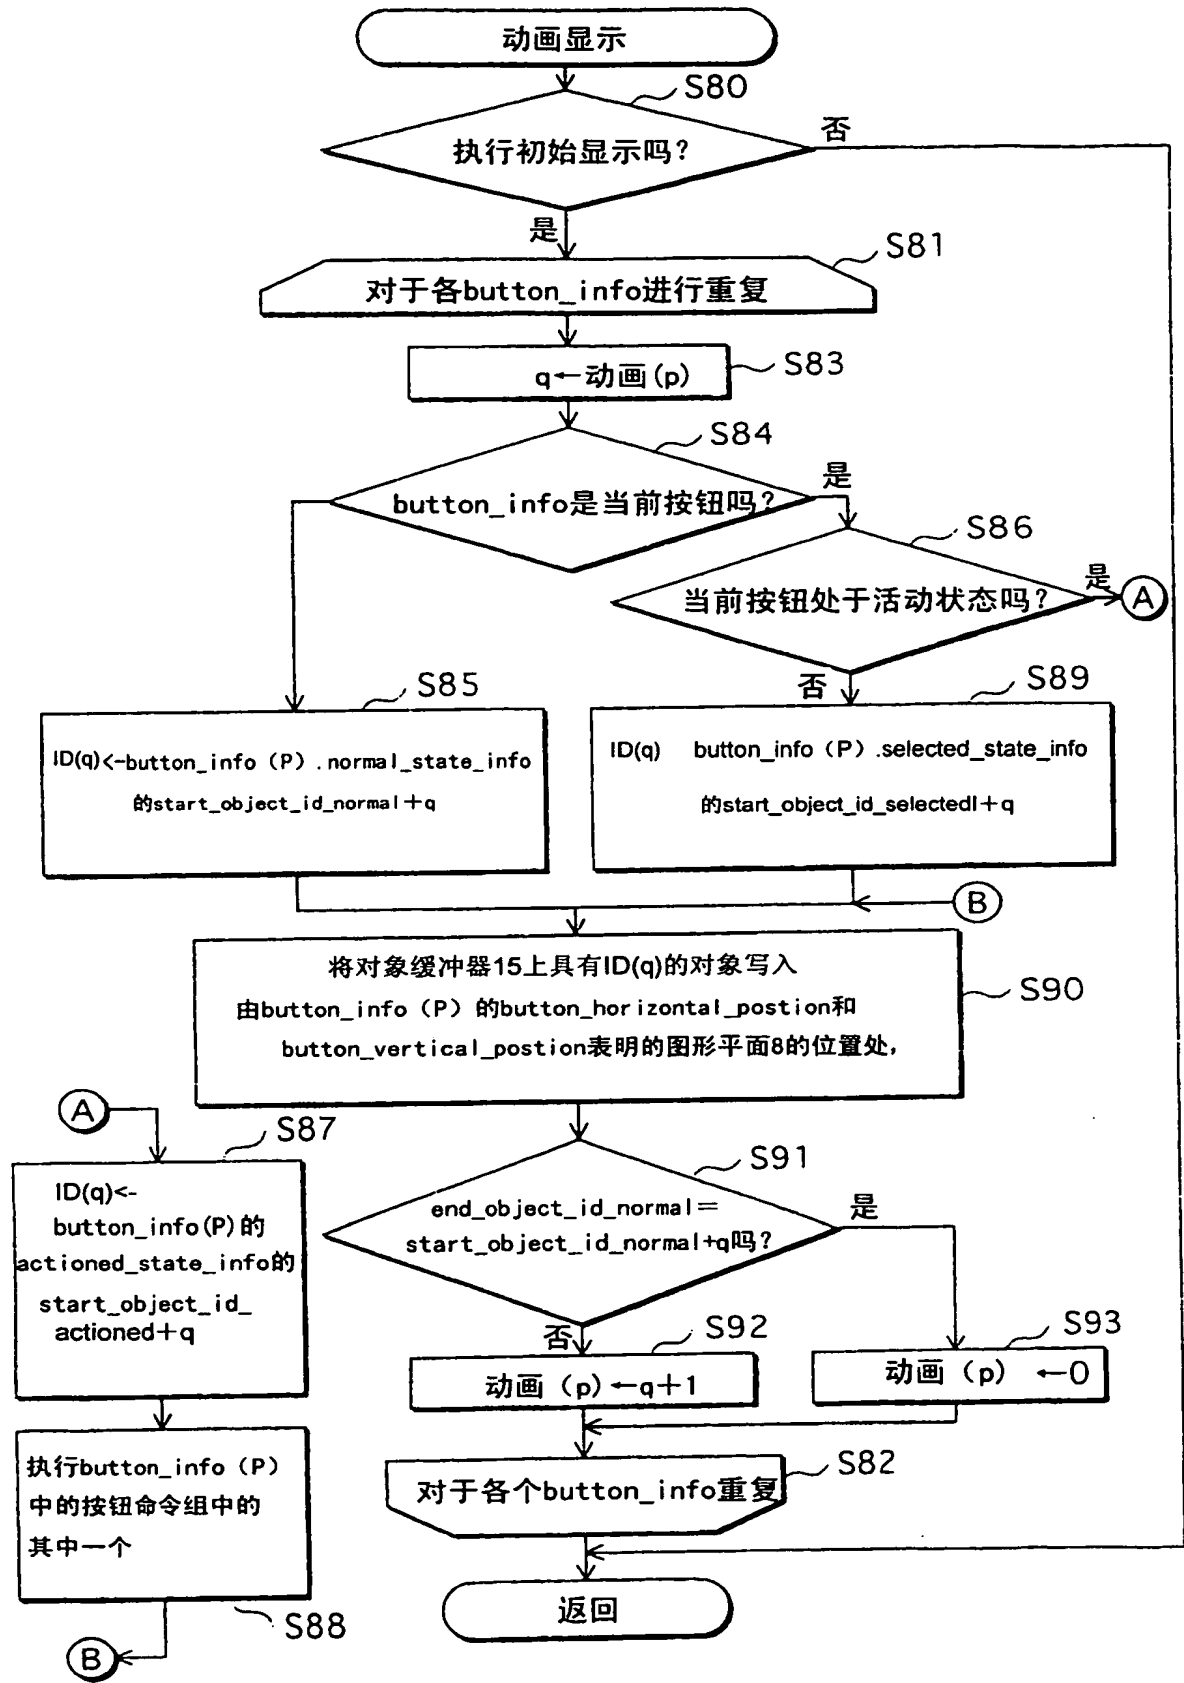 动画显示
S80
执行初始显示吗?
否
是
S81
对于各button_info进行重复
S83
q←动画(p)
S84
button_info是当前按钮吗?
是
S86
当前按钮处于活动状态吗?
是
A
否
S85
ID(q)<-button_info (P) .normal_state_info
的start_object_id_normal+q
S89
ID(q) button_info (P) .selected_state_info
的start_object_id_selectedl+q
B
将对象缓冲器15上具有ID(q)的对象写入
由button_info (P) 的button_horizontal_postion和
button_vertical_postion表明的图形平面8的位置处,
S90
A
S87
ID(q)<-
button_info(P)的
actioned_state_info的
start_object_id_
actioned+q
S91
end_object_id_normal=
start_object_id_normal+q吗?
是
否
S92
动画 (p)←q+1
S93
动画 (p) ←0
执行button_info (P)
中的按钮命令组中的
其中一个
S88
B
S82
对于各个button_info重复
返回